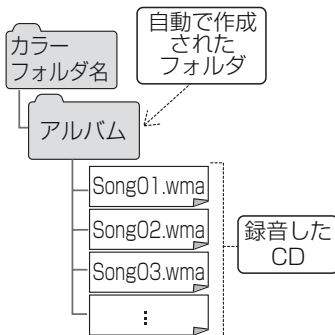 カラー
フォルダ名
自動で作成
された
フォルダ
アルバム
Song01.wma
Song02.wma
Song03.wma
⋮
録音した
CD